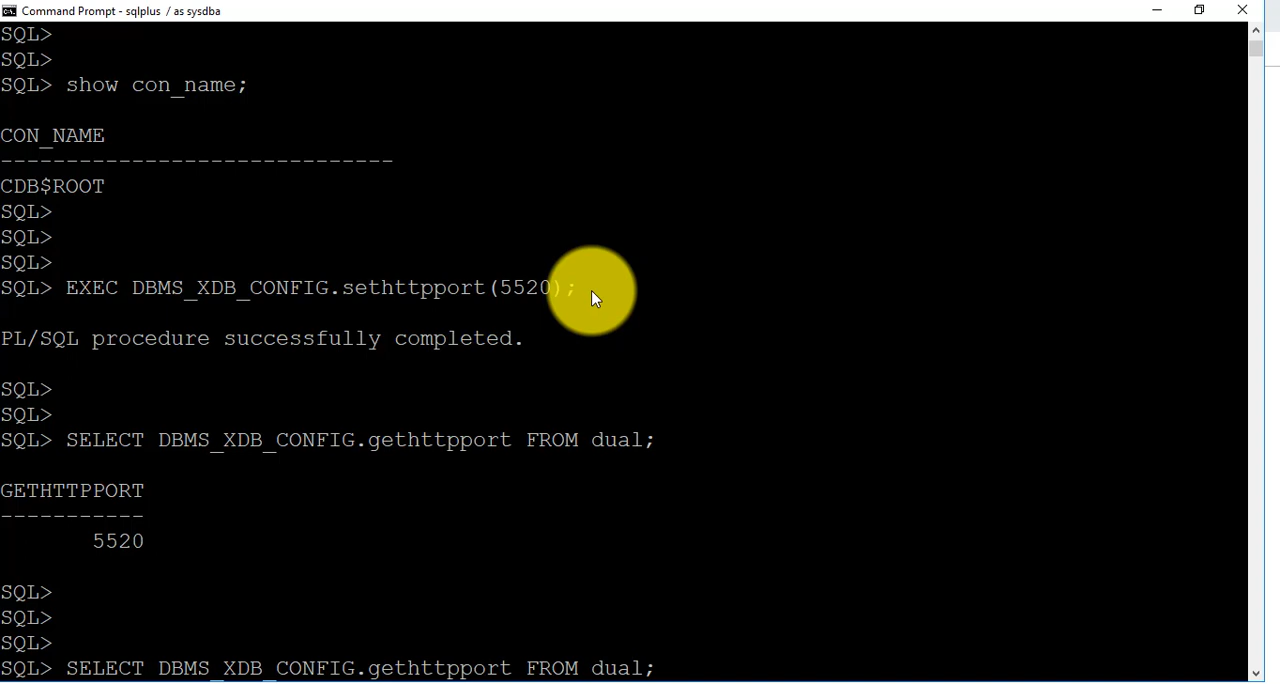 Command Prompt - sqlplus / as sysdba
SQL>
SQL>
SQL> show con_name;
CON_NAME
------------------------------
CDB$ROOT
SQL>
SQL>
SQL>
SQL> EXEC DBMS_XDB_CONFIG.sethttpport(5520);
PL/SQL procedure successfully completed.
SQL>
SQL>
SQL> SELECT DBMS_XDB_CONFIG.gethttpport FROM dual;
GETHTTPPORT
-----------
5520
SQL>
SQL>
SQL>
SQL> SELECT DBMS_XDB_CONFIG.gethttpport FROM dual;